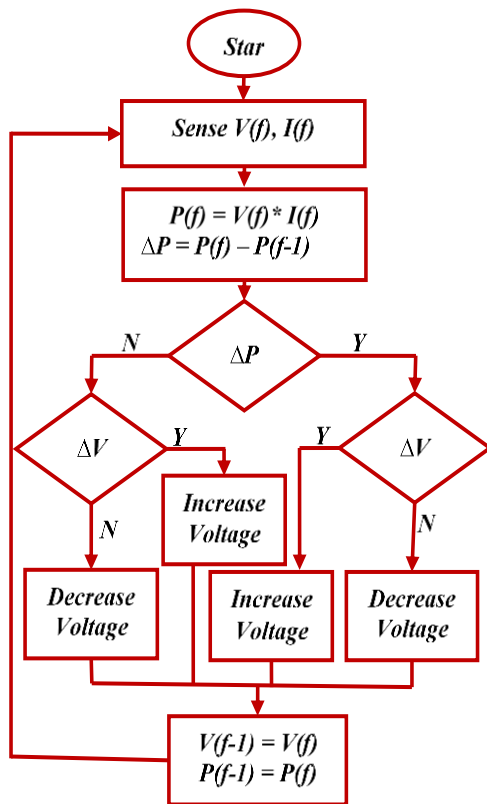 Star
Sense V(f), I(f)
P(f) = V(f)* I(f)
ΔP = P(f) – P(f-1)
N
ΔP
Y
ΔV
Y
Y
ΔV
Increase
Voltage
N
N
Decrease
Voltage
Increase
Voltage
Decrease
Voltage
V(f-1) = V(f)
P(f-1) = P(f)